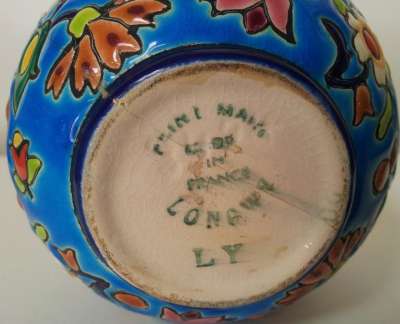 PEINT MAIN
IN
FRANCE
LONGWY
LY